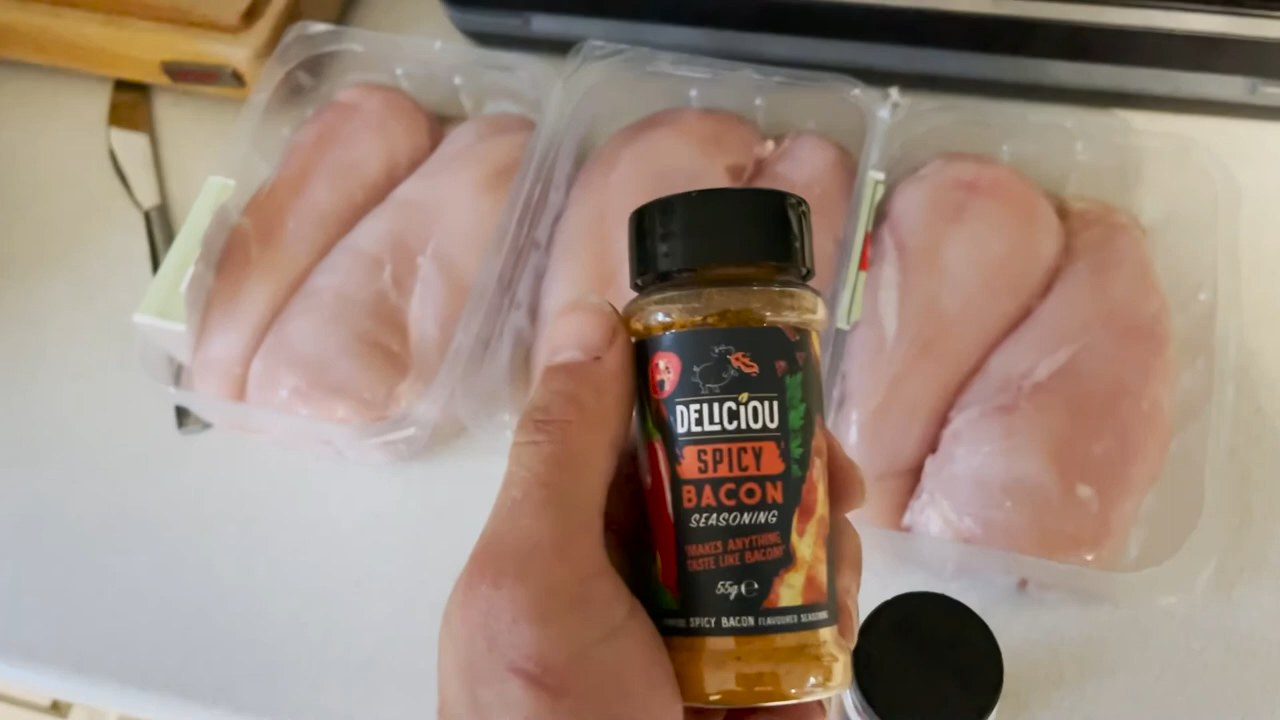 DELICIOU
SPICY
BACON
SEASONING
"MAKES ANYTHING
TASTE LIKE BACON"
55g ℮
SPICY BACON FLAVOURED SEASONING